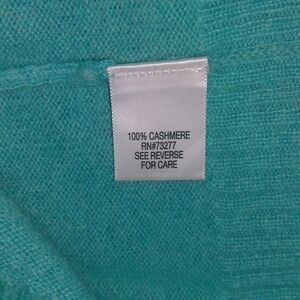 100% CASHMERE
RN#73277
SEE REVERSE
FOR CARE